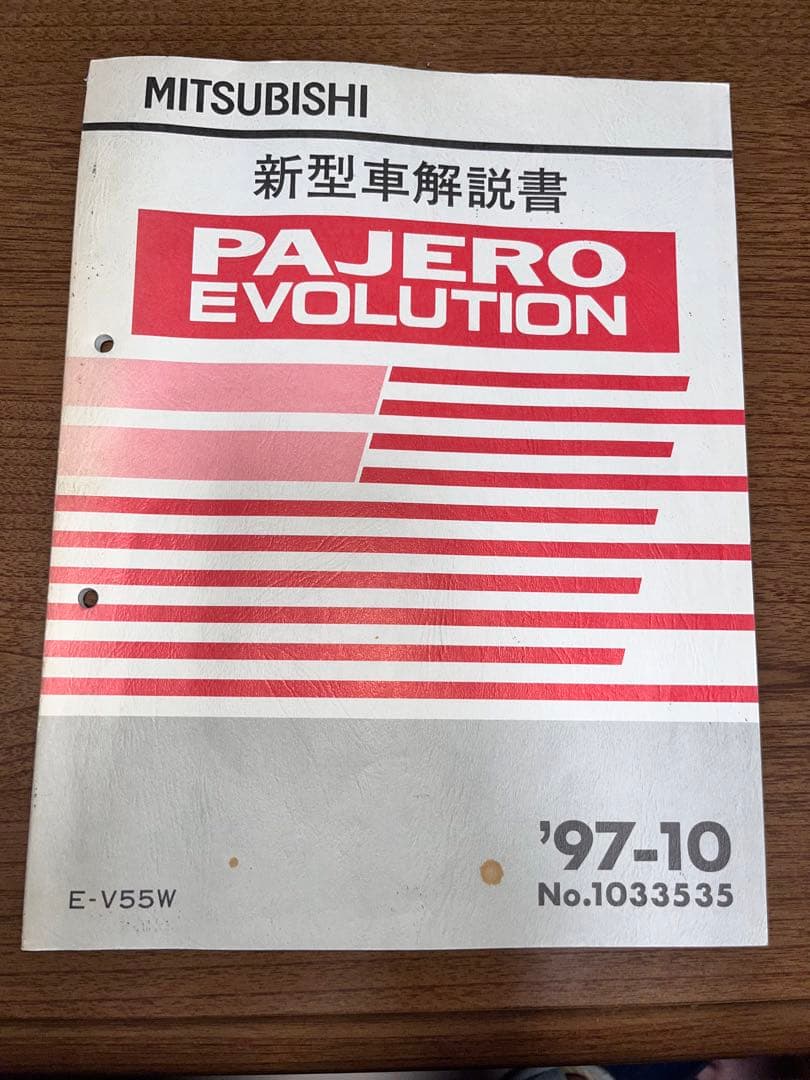 MITSUBISHI
新型車解説書
PAJERO
EVOLUTION
'97-10
No.1033535
E-V55W